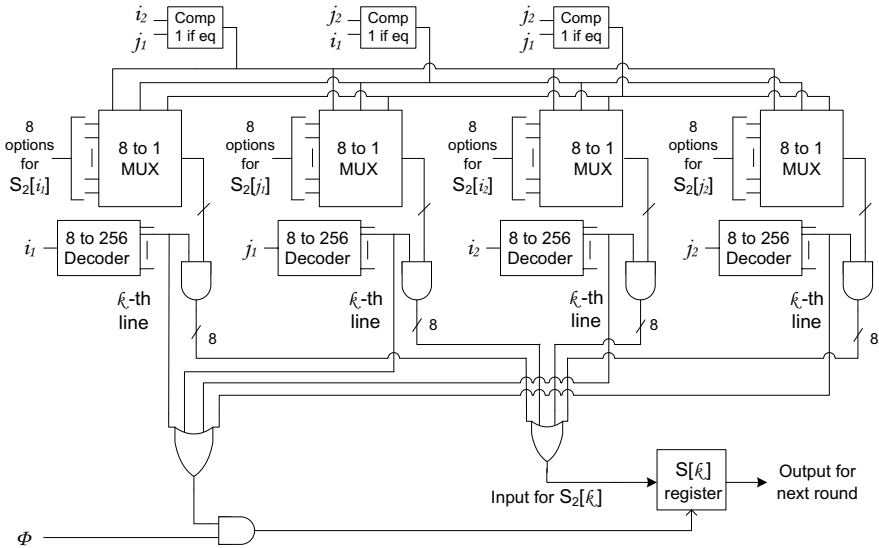 i₂ Comp j₂ Comp j₂ Comp
j₁ 1 if eq i₁ 1 if eq j₁ 1 if eq
8 options for S₂[i₁]
8 to 1 MUX
8 options for S₂[j₁]
8 to 1 MUX
8 options for S₂[i₂]
8 to 1 MUX
8 options for S₂[j₂]
8 to 1 MUX
i₁ 8 to 256 Decoder
j₁ 8 to 256 Decoder
i₂ 8 to 256 Decoder
j₂ 8 to 256 Decoder
k-th line
8
k-th line
8
k-th line
8
k-th line
8
Input for S₂[k]
S[k] register
Output for next round
Φ